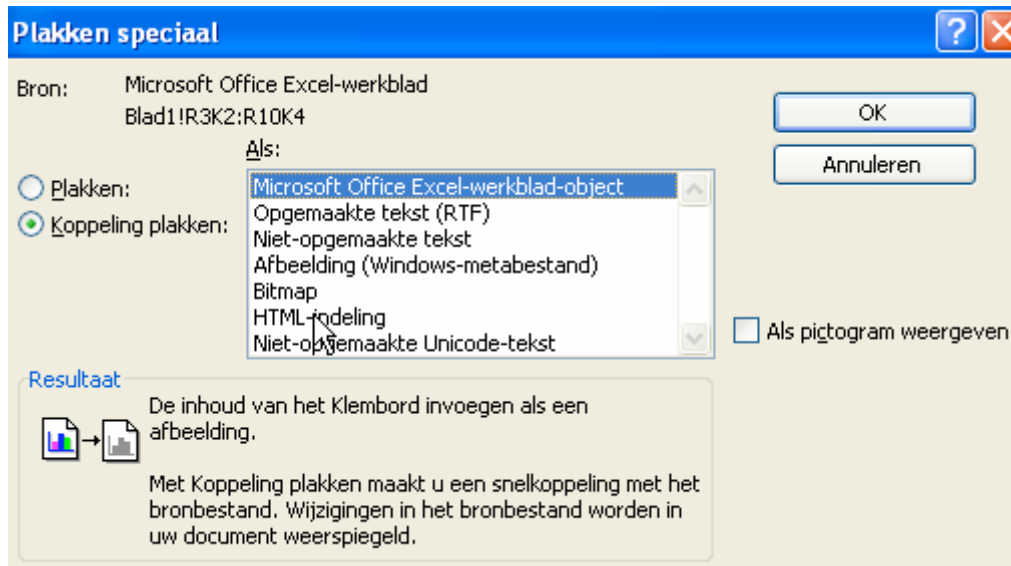 Plakken speciaal
Bron: Microsoft Office Excel-werkblad
Blad1!R3K2:R10K4
OK
Als:
Annuleren
Plakken:
Koppeling plakken:
Microsoft Office Excel-werkblad-object
Opgemaakte tekst (RTF)
Niet-opgemaakte tekst
Afbeelding (Windows-metabestand)
Bitmap
HTML-indeling
Niet-opgemaakte Unicode-tekst
Als pictogram weergeven
Resultaat
De inhoud van het Klembord invoegen als een
afbeelding.
Met Koppeling plakken maakt u een snelkoppeling met het
bronbestand. Wijzigingen in het bronbestand worden in
uw document weerspiegeld.